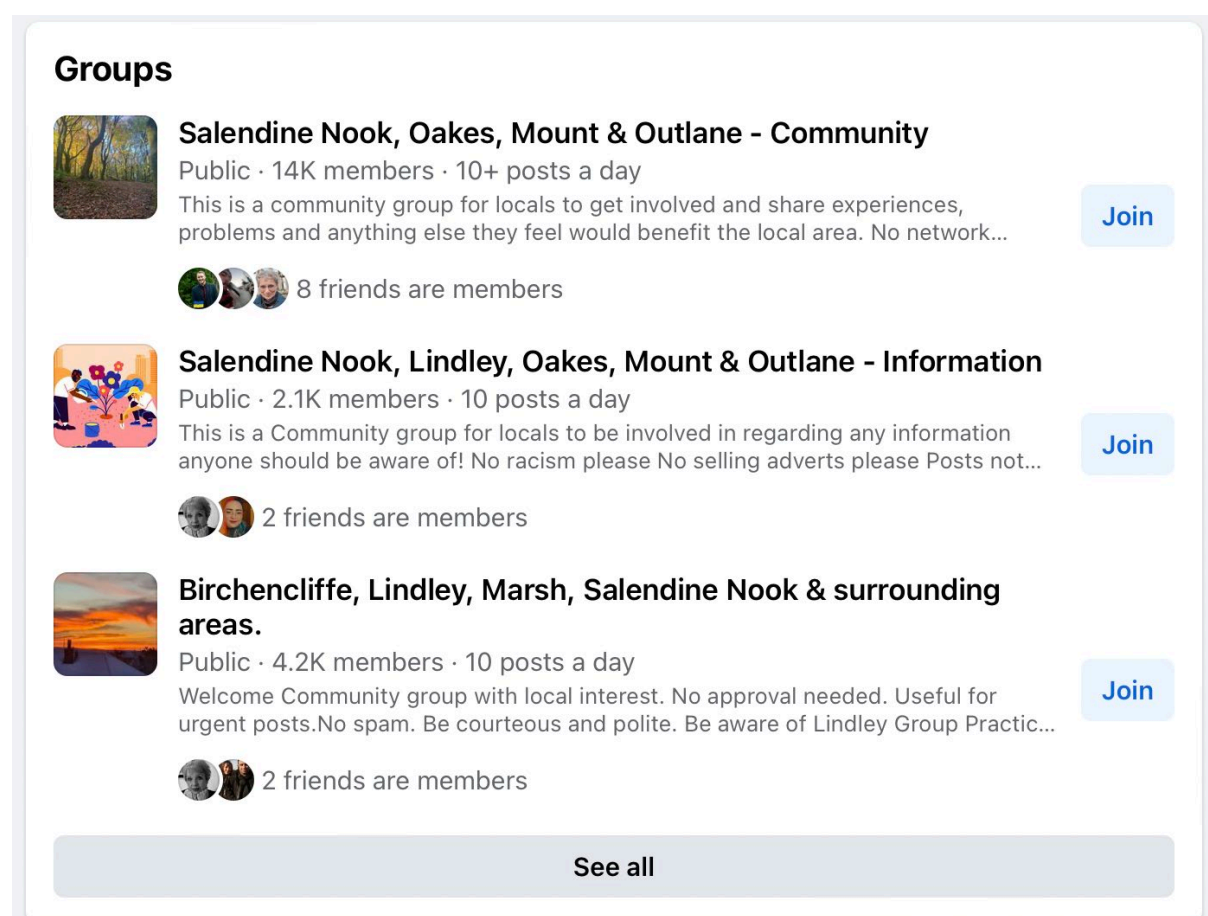 Groups
Salendine Nook, Oakes, Mount & Outlane - Community
Public · 14K members · 10+ posts a day
This is a community group for locals to get involved and share experiences,
problems and anything else they feel would benefit the local area. No network...
Join
8 friends are members
Salendine Nook, Lindley, Oakes, Mount & Outlane - Information
Public · 2.1K members · 10 posts a day
This is a Community group for locals to be involved in regarding any information
anyone should be aware of! No racism please No selling adverts please Posts not...
Join
2 friends are members
Birchencliffe, Lindley, Marsh, Salendine Nook & surrounding
areas.
Public · 4.2K members · 10 posts a day
Welcome Community group with local interest. No approval needed. Useful for
urgent posts.No spam. Be courteous and polite. Be aware of Lindley Group Practic...
Join
2 friends are members
See all